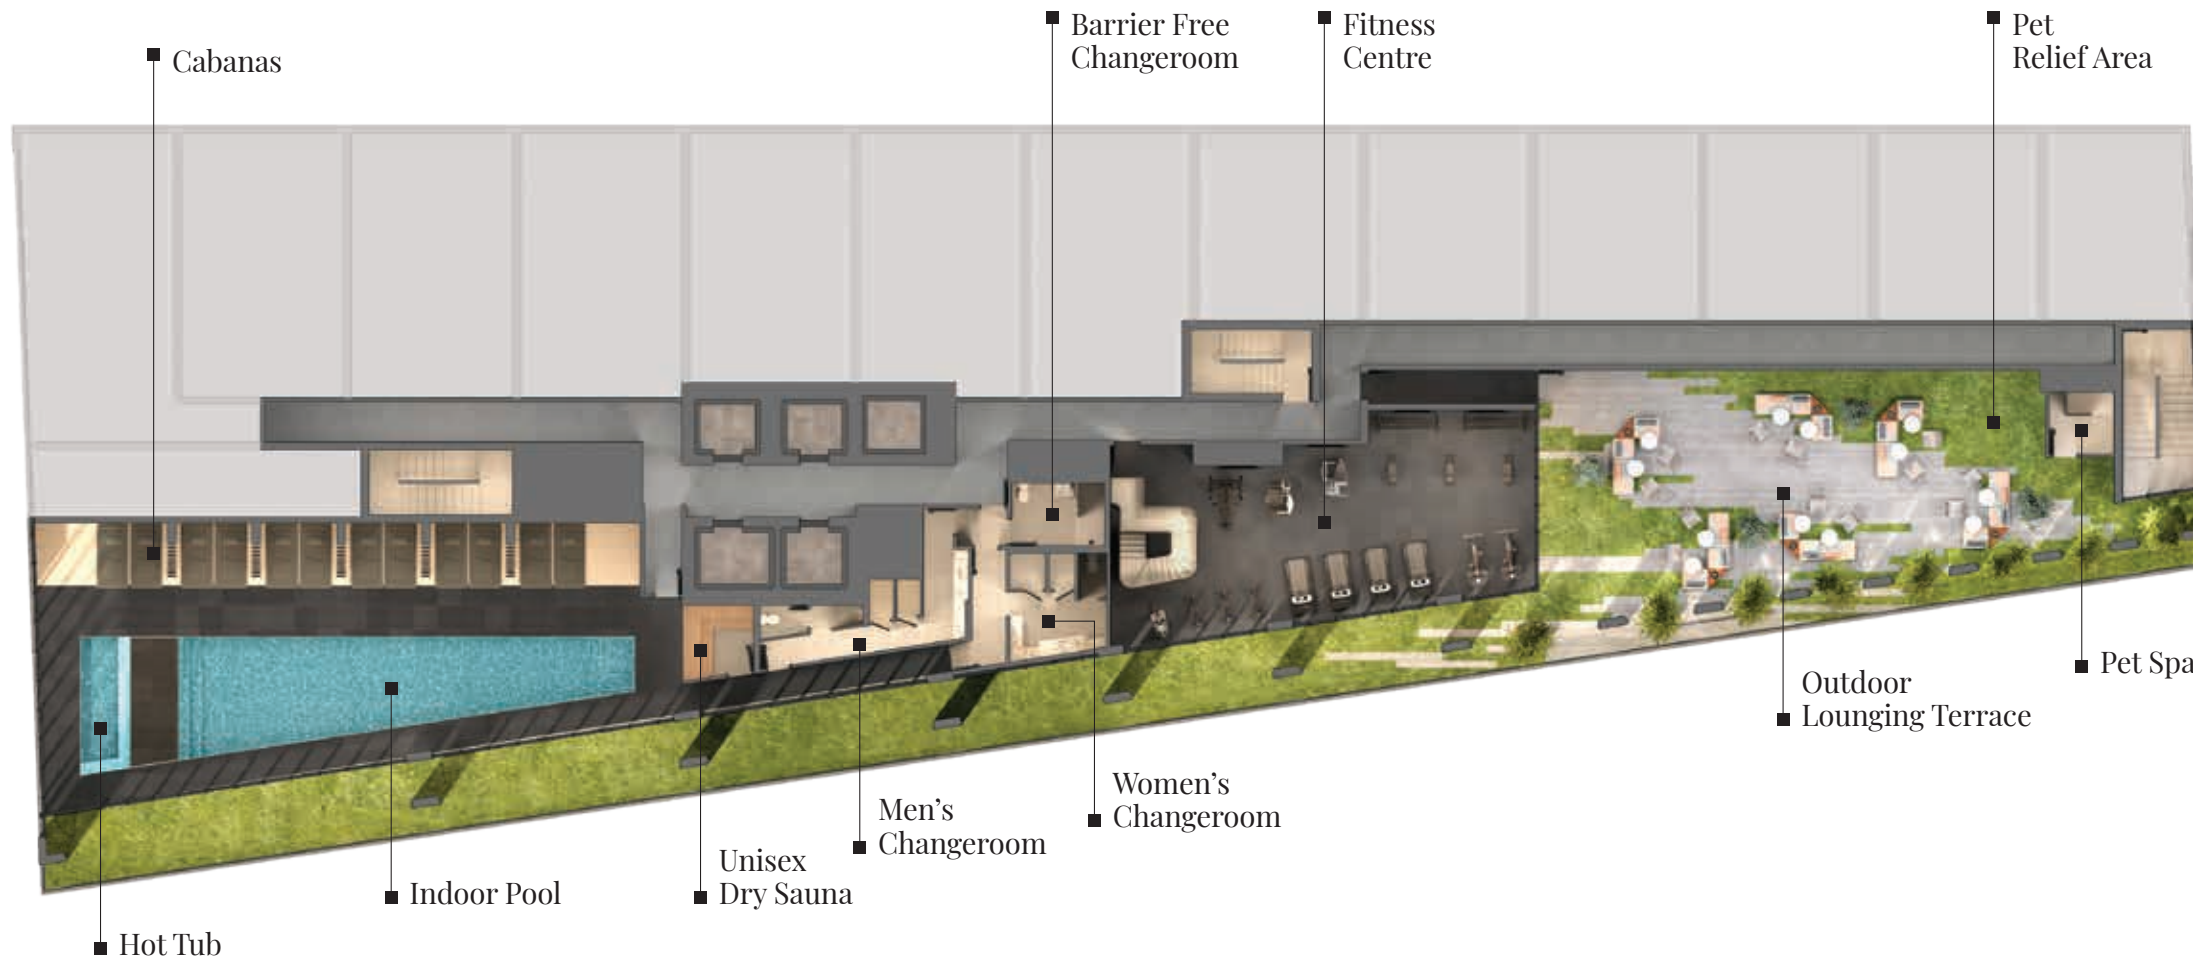 Cabanas
Barrier Free
Changeroom
Fitness
Centre
Pet
Relief Area
Hot Tub
Indoor Pool
Unisex
Dry Sauna
Men’s
Changeroom
Women’s
Changeroom
Outdoor
Lounging Terrace
Pet Spa